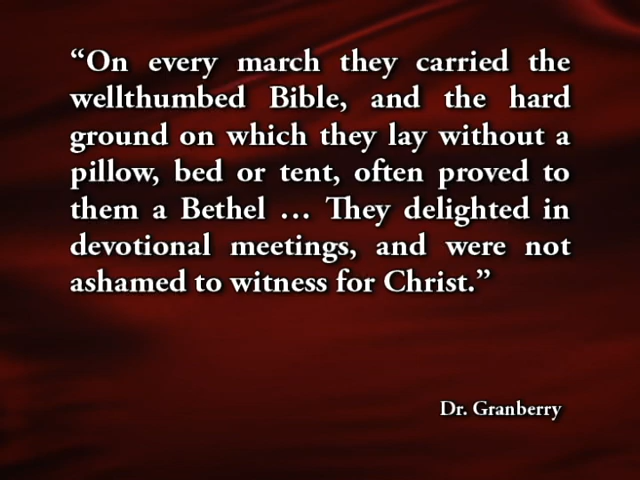 “On every march they carried the
wellthumbed Bible, and the hard
ground on which they lay without a
pillow, bed or tent, often proved to
them a Bethel … They delighted in
devotional meetings, and were not
ashamed to witness for Christ.”
Dr. Granberry